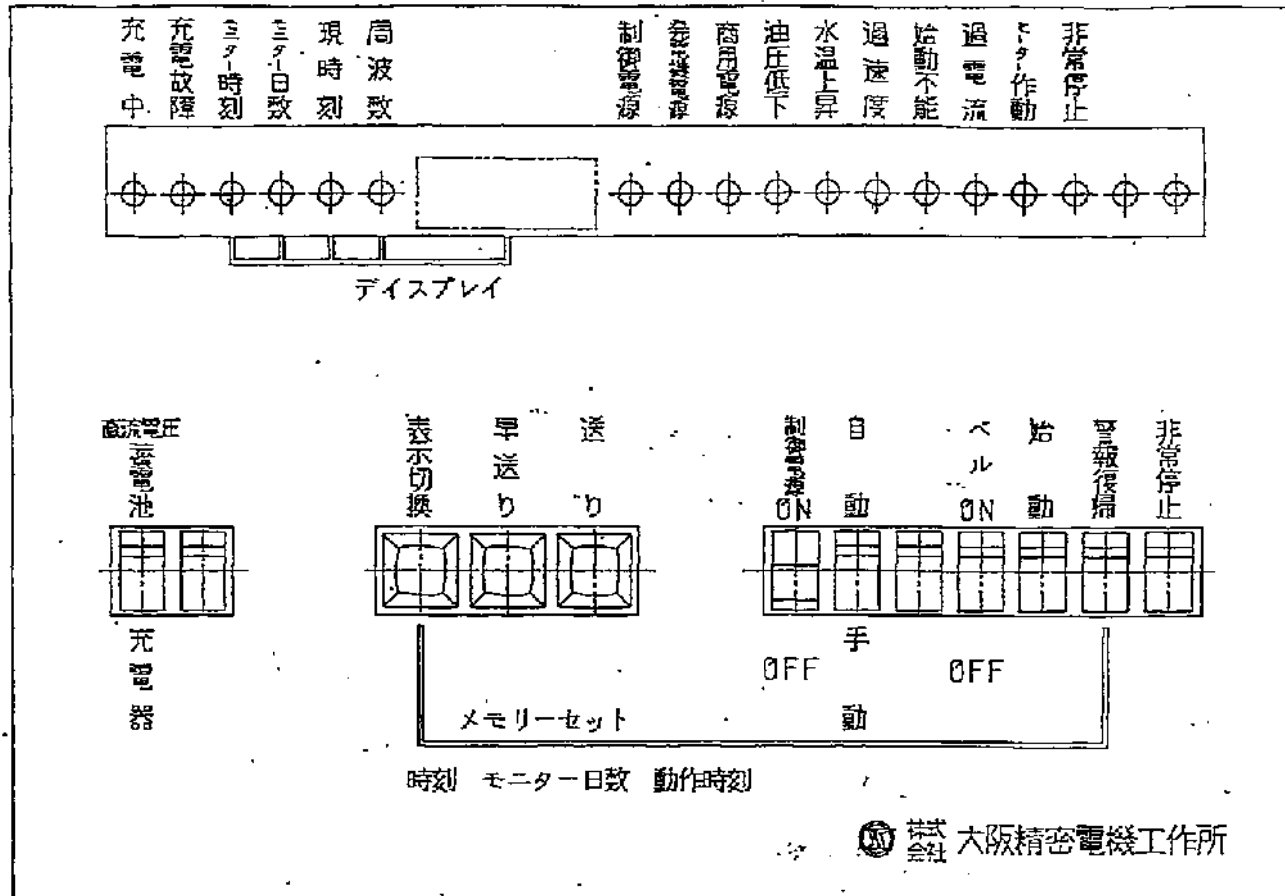 充電中
充電故障
モニター時刻
モニター日数
現時刻
周波数
制御電源
発電機電源
商用電源
油圧低下
水温上昇
過速度
始動不能
過電流
モーター作動
非常停止
デイスプレイ
直流電圧
蓄電池
表示切換
早送り
送り
制御電源
ON
自動
ベル
ON
始動
警報復帰
非常停止
充電器
OFF
手動
OFF
メモリーセット
時刻 モニター日数 動作時刻
株式会社 大阪精密電機工作所